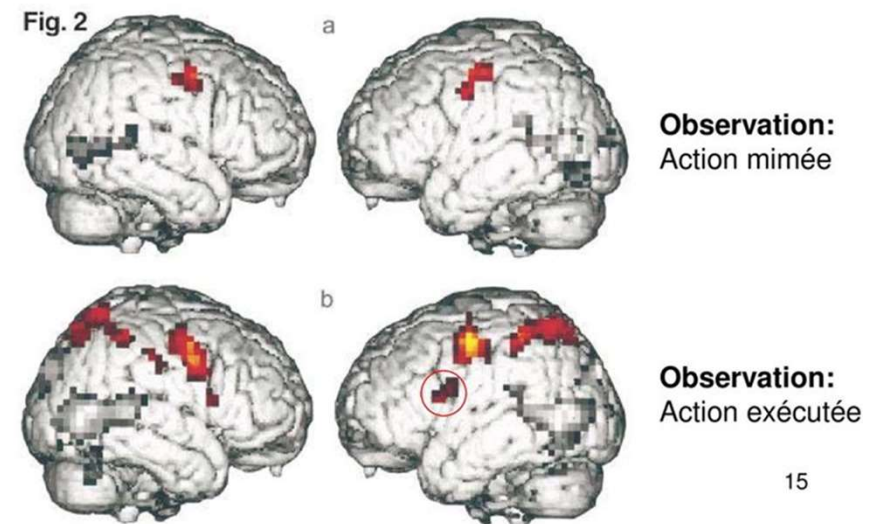 Fig. 2
a
Observation:
Action mimée
b
Observation:
Action exécutée
15